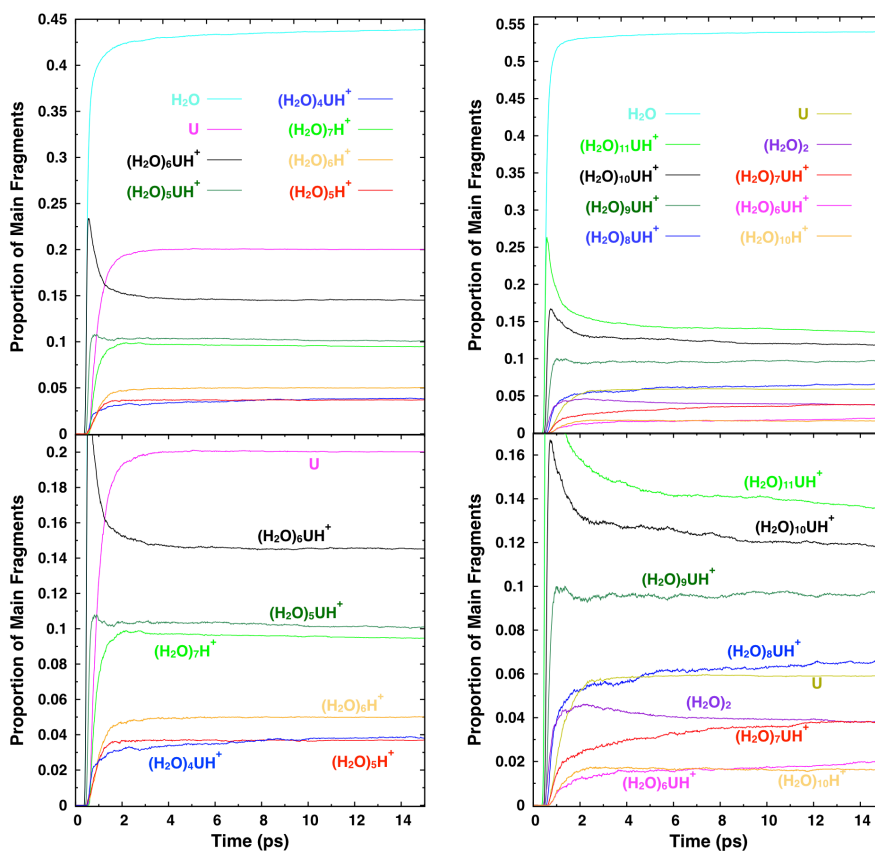 Proportion of Main Fragments
0.45
0.4
0.35
0.3
0.25
0.2
0.15
0.1
0.05
0
H₂O
U
(H₂O)₆UH⁺
(H₂O)₅UH⁺
(H₂O)₄UH⁺
(H₂O)₇H⁺
(H₂O)₆H⁺
(H₂O)₅H⁺
Proportion of Main Fragments
0.2
0.18
0.16
0.14
0.12
0.1
0.08
0.06
0.04
0.02
0
U
(H₂O)₆UH⁺
(H₂O)₅UH⁺
(H₂O)₇H⁺
(H₂O)₆H⁺
(H₂O)₄UH⁺
(H₂O)₅H⁺
0 2 4 6 8 10 12 14
Time (ps)
Proportion of Main Fragments
0.55
0.5
0.45
0.4
0.35
0.3
0.25
0.2
0.15
0.1
0.05
0
H₂O
(H₂O)₁₁UH⁺
(H₂O)₁₀UH⁺
(H₂O)₉UH⁺
(H₂O)₈UH⁺
U
(H₂O)₂
(H₂O)₇UH⁺
(H₂O)₆UH⁺
(H₂O)₁₀H⁺
Proportion of Main Fragments
0.16
0.14
0.12
0.1
0.08
0.06
0.04
0.02
0
(H₂O)₁₁UH⁺
(H₂O)₁₀UH⁺
(H₂O)₉UH⁺
(H₂O)₈UH⁺
U
(H₂O)₂
(H₂O)₇UH⁺
(H₂O)₆UH⁺
(H₂O)₁₀H⁺
0 2 4 6 8 10 12 14
Time (ps)